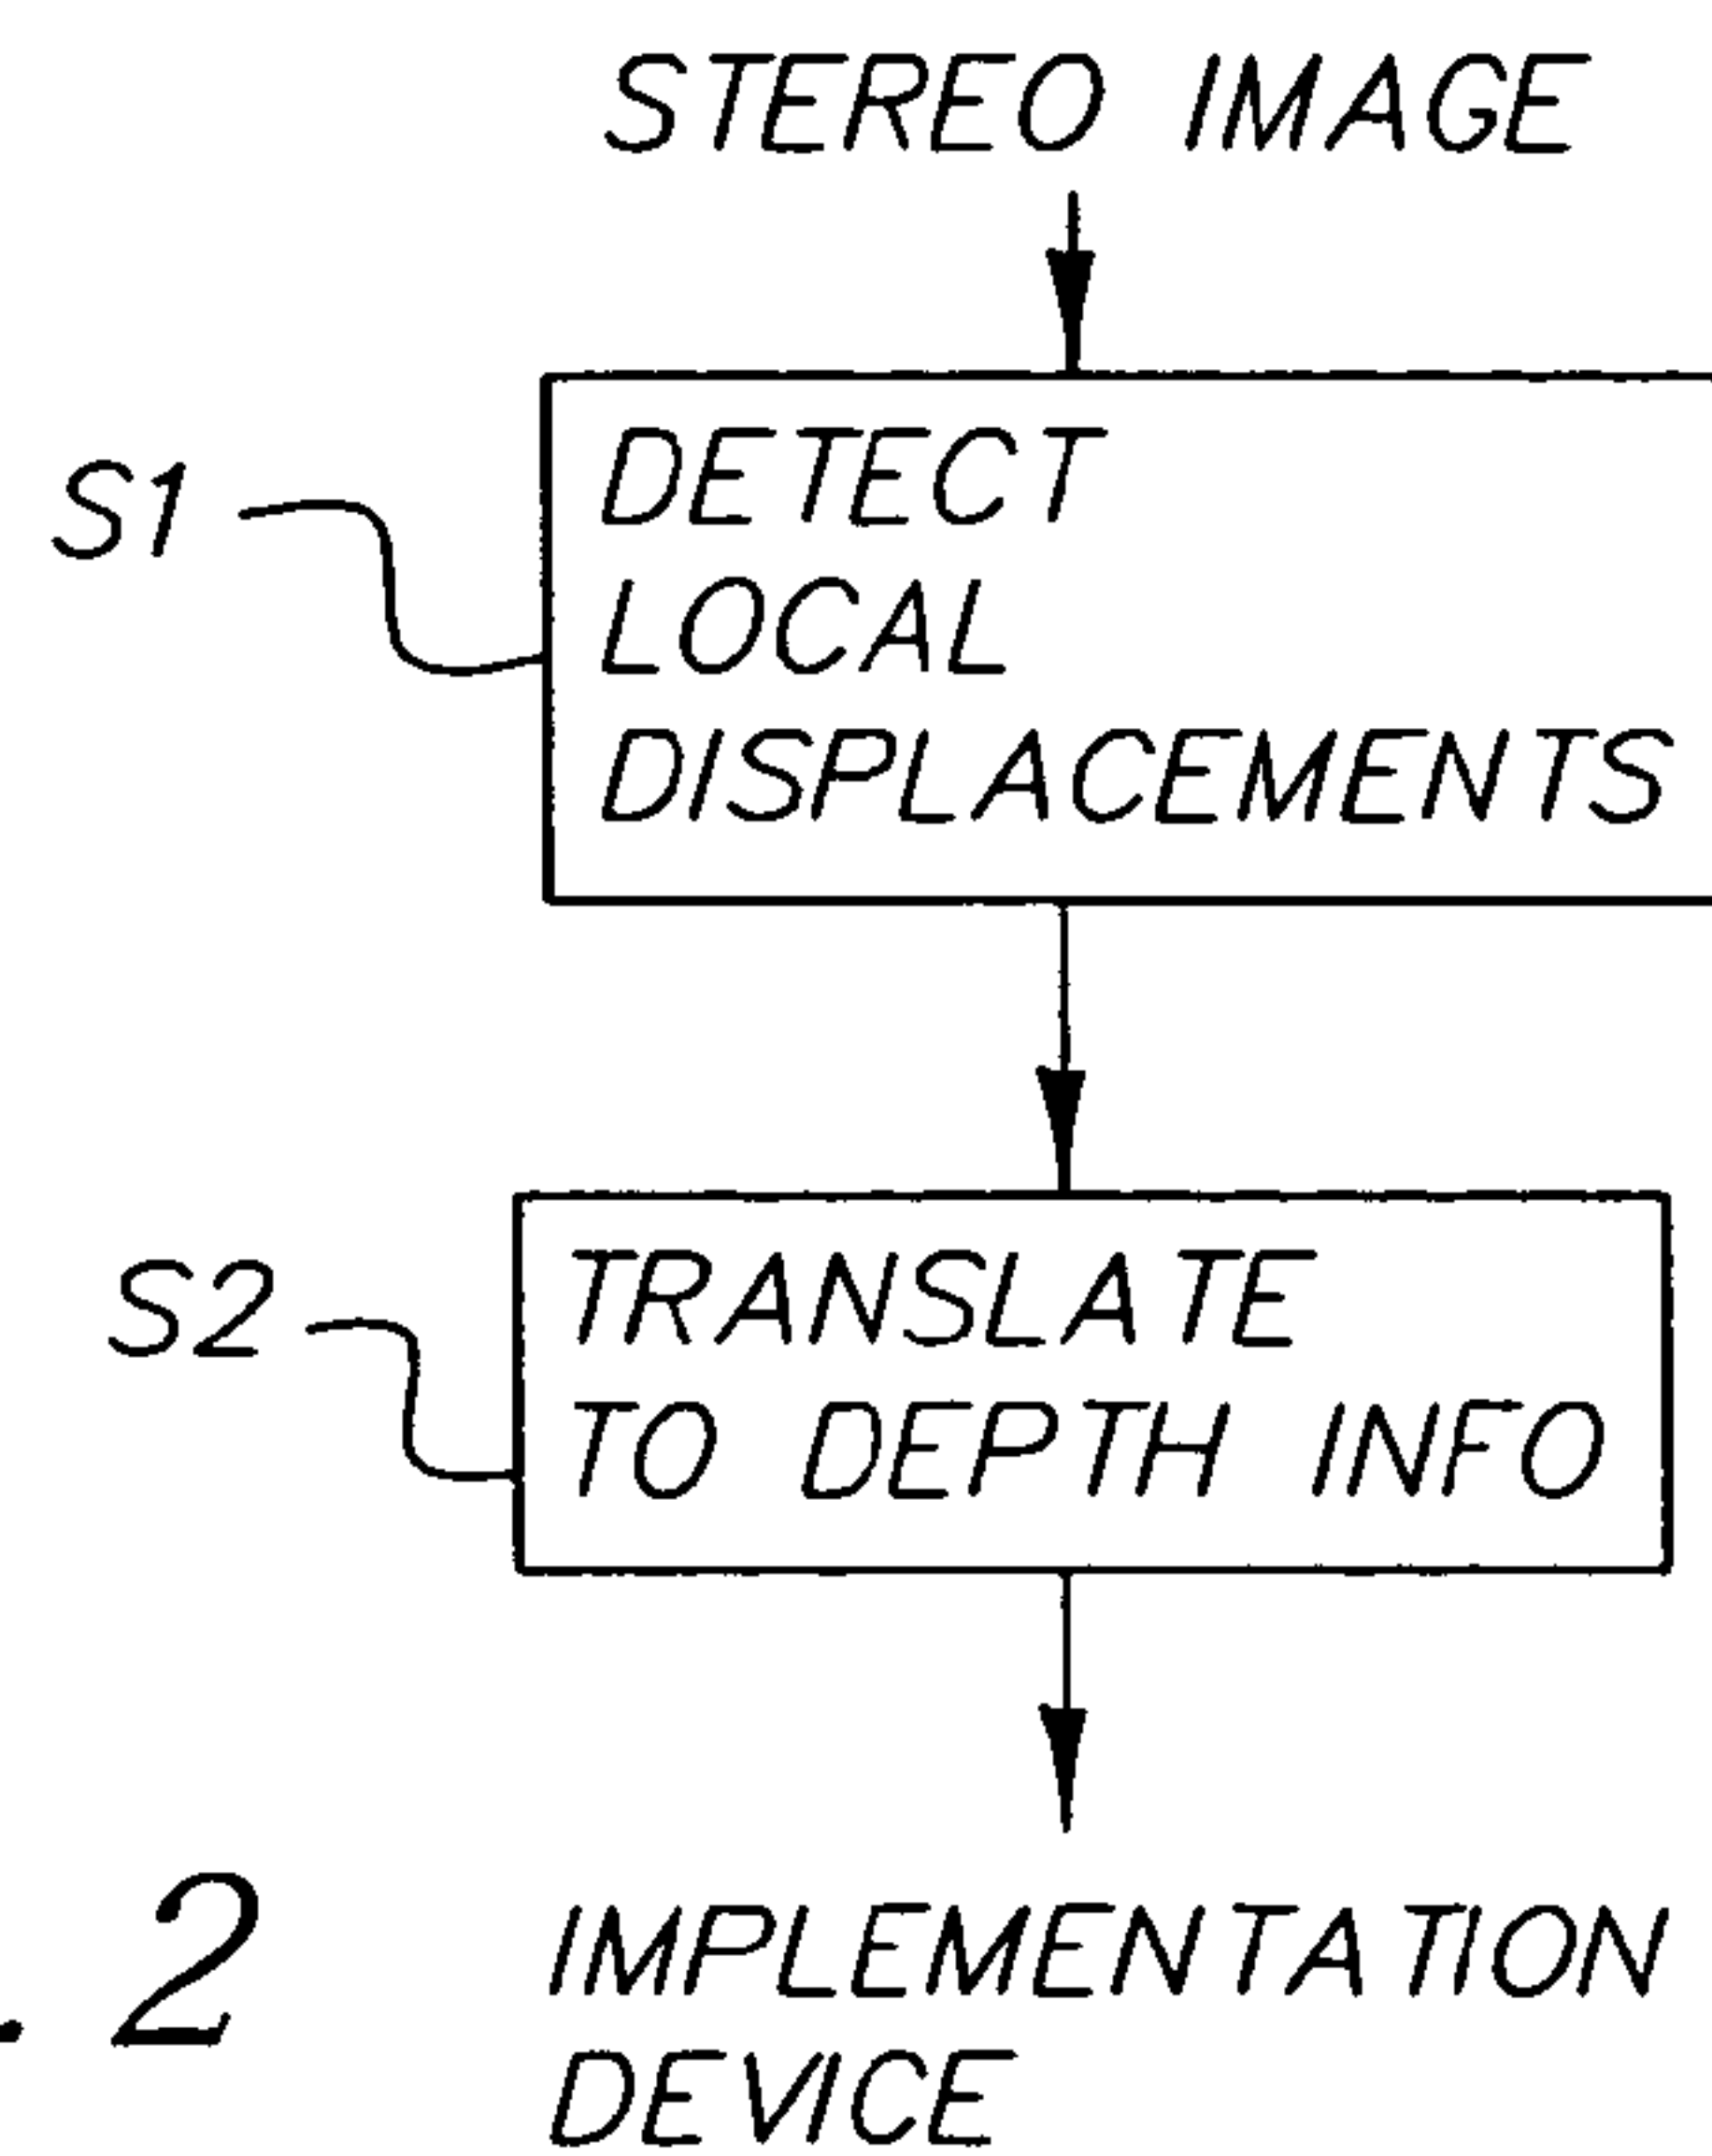 STEREO IMAGE
S1
DETECT
LOCAL
DISPLACEMENTS
S2
TRANSLATE
TO DEPTH INFO
. 2
IMPLEMENTATION
DEVICE